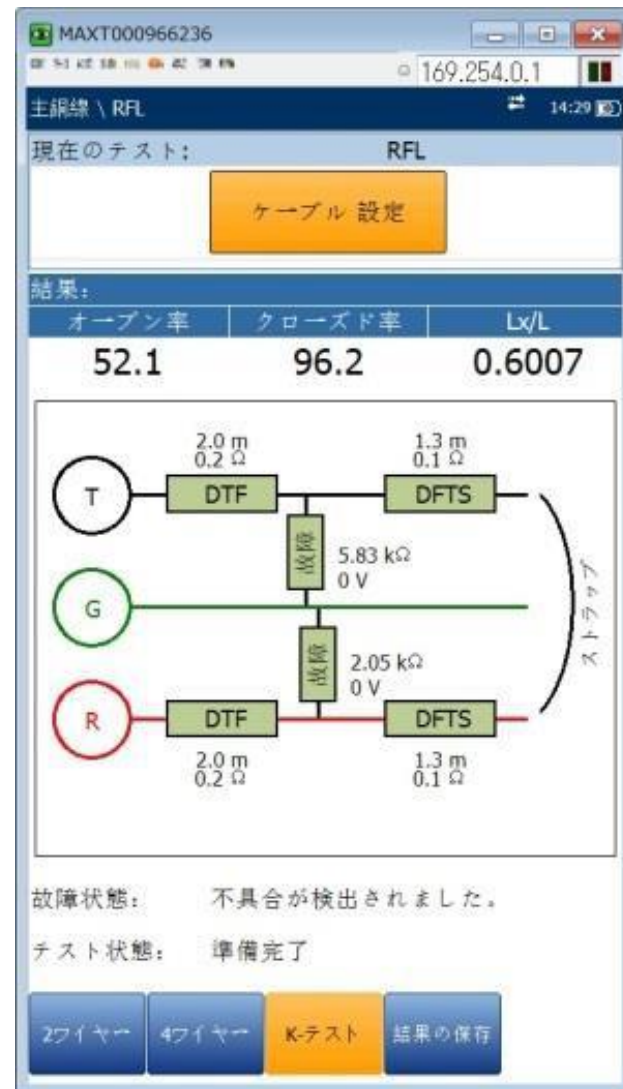 MAXT000966236
169.254.0.1
主銅線 \ RFL 14:29
現在のテスト: RFL
ケーブル 設定
結果:
オープン率 クローズド率 Lx/L
52.1 96.2 0.6007
2.0 m 1.3 m
0.2 Ω 0.1 Ω
T DTF DFTS
故障 5.83 kΩ
0 V
G
ストラップ
故障 2.05 kΩ
0 V
R DTF DFTS
2.0 m 1.3 m
0.2 Ω 0.1 Ω
故障状態: 不具合が検出されました。
テスト状態: 準備完了
2ワイヤー 4ワイヤー K-テスト 結果の保存